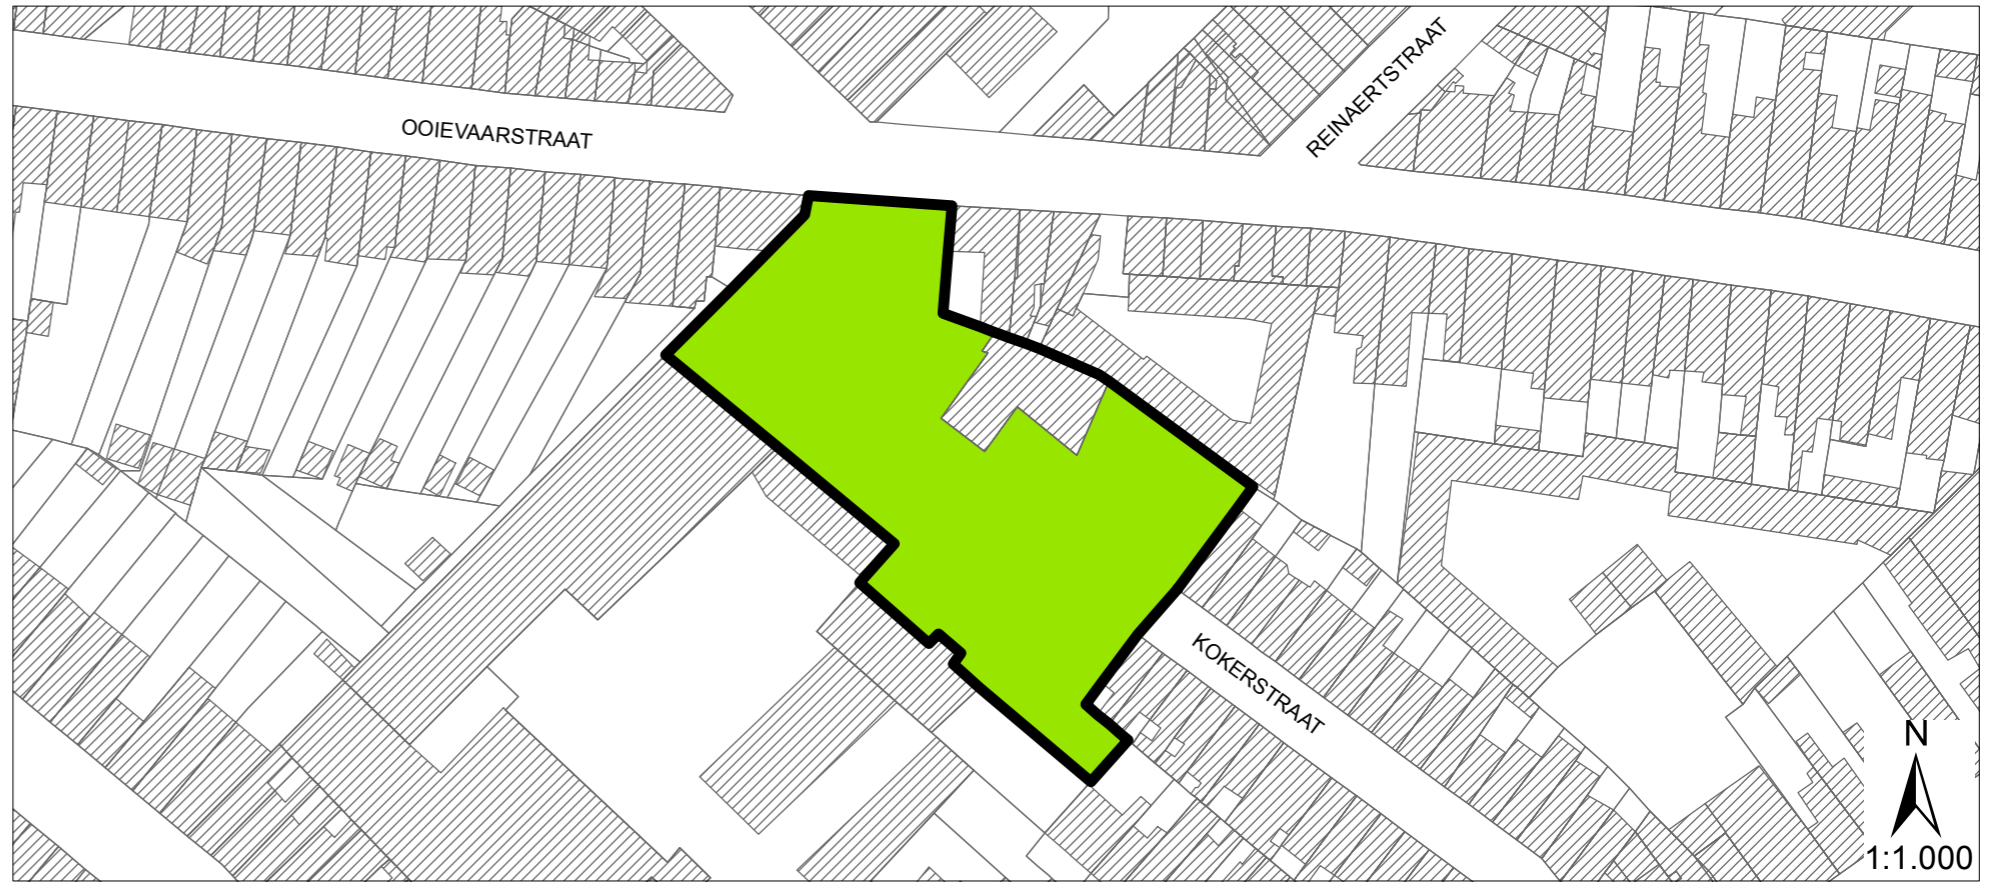 OOIEVAARSTRAAT
REINAERTSTRAAT
KOKERSTRAAT
N
1:1.000